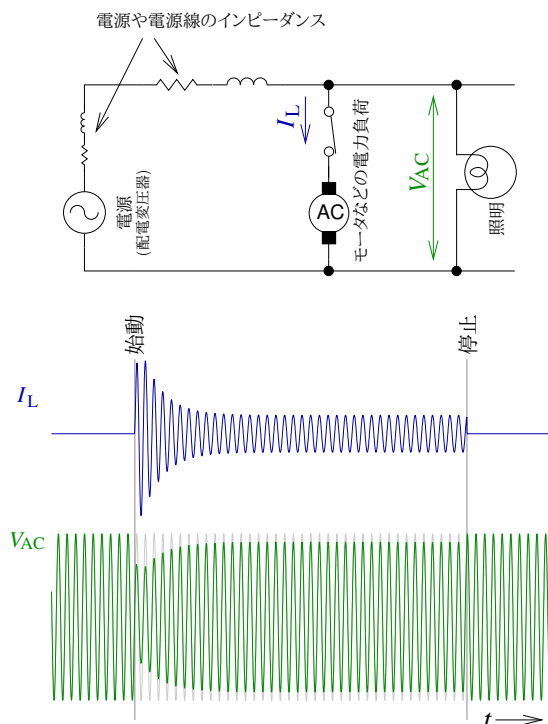 電源や電源線のインピーダンス
I_L
モータなどの電力負荷
V_AC
AC
電源
(配電変圧器)
照明
始動
停止
I_L
V_AC
t